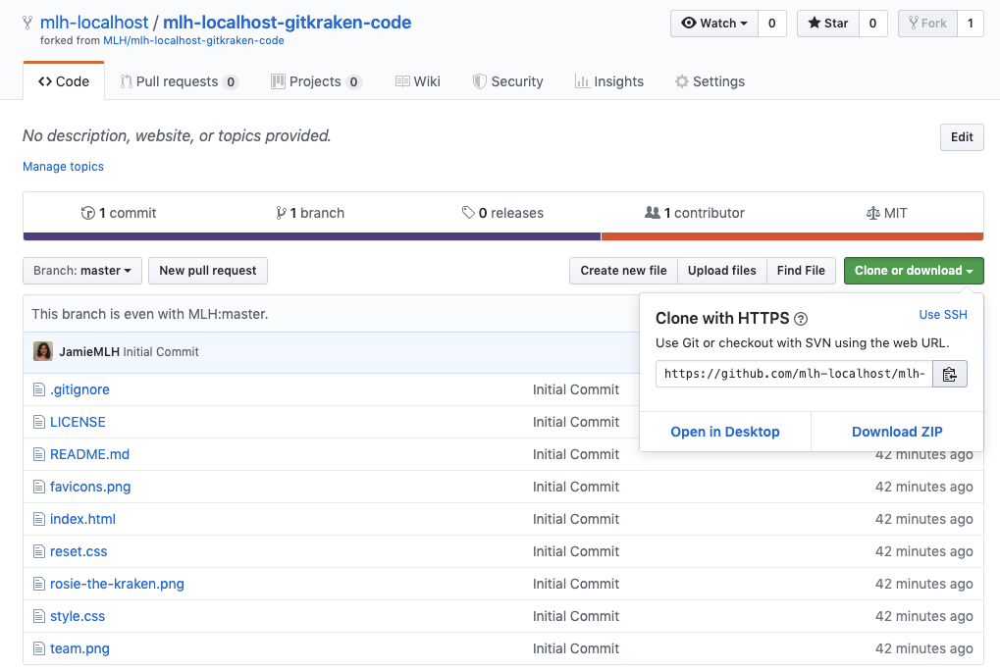 mlh-localhost / mlh-localhost-gitkraken-code
forked from MLH/mlh-localhost-gitkraken-code
Watch 0 Star 0 Fork 1
Code Pull requests 0 Projects 0 Wiki Security Insights Settings
No description, website, or topics provided.
Edit
Manage topics
1 commit 1 branch 0 releases 1 contributor MIT
Branch: master New pull request Create new file Upload files Find File Clone or download
This branch is even with MLH:master.
Clone with HTTPS ? Use SSH
Use Git or checkout with SVN using the web URL.
https://github.com/mlh-localhost/mlh-
Open in Desktop Download ZIP
JamieMLH Initial Commit
.gitignore Initial Commit
LICENSE Initial Commit
README.md Initial Commit 42 minutes ago
favicons.png Initial Commit 42 minutes ago
index.html Initial Commit 42 minutes ago
reset.css Initial Commit 42 minutes ago
rosie-the-kraken.png Initial Commit 42 minutes ago
style.css Initial Commit 42 minutes ago
team.png Initial Commit 42 minutes ago